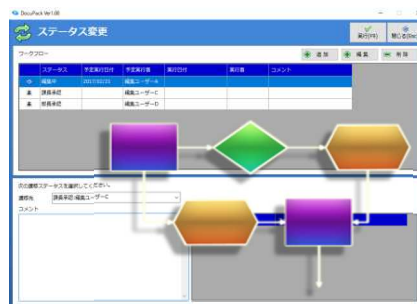 DocuPack Ver1.00
ステータス変更
実行(F9)
閉じる(Esc)
ワークフロー
追加
編集
削除
ステータス 予定実行日付 予定実行者 実行日付 実行者 コメント
編集中 2017/02/21 編集ユーザーA
課長承認 編集ユーザーC
部長承認 編集ユーザーD
次の遷移ステータスを選択してください。
遷移先 課長承認:編集ユーザーC
コメント